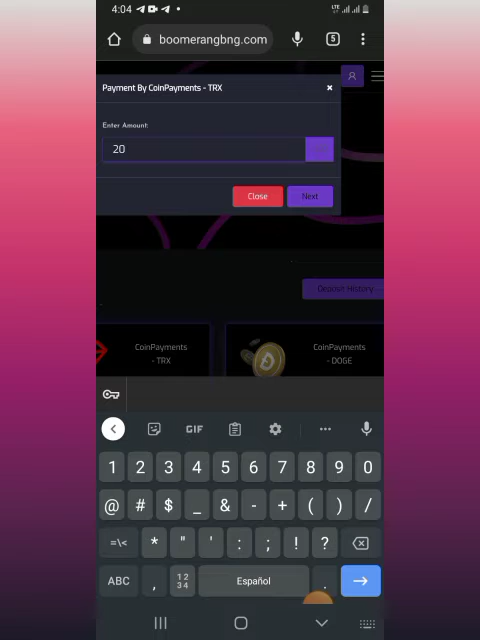 4:04
LTE
boomerangbng.com
5
Payment By CoinPayments - TRX
×
Enter Amount:
20
Close
Next
Deposit History
CoinPayments
- TRX
CoinPayments
- DOGE
GIF
1 2 3 4 5 6 7 8 9 0
@ # $ _ & - + ( ) /
=\< * " ' : ; ! ?
ABC , 12
34 Español .